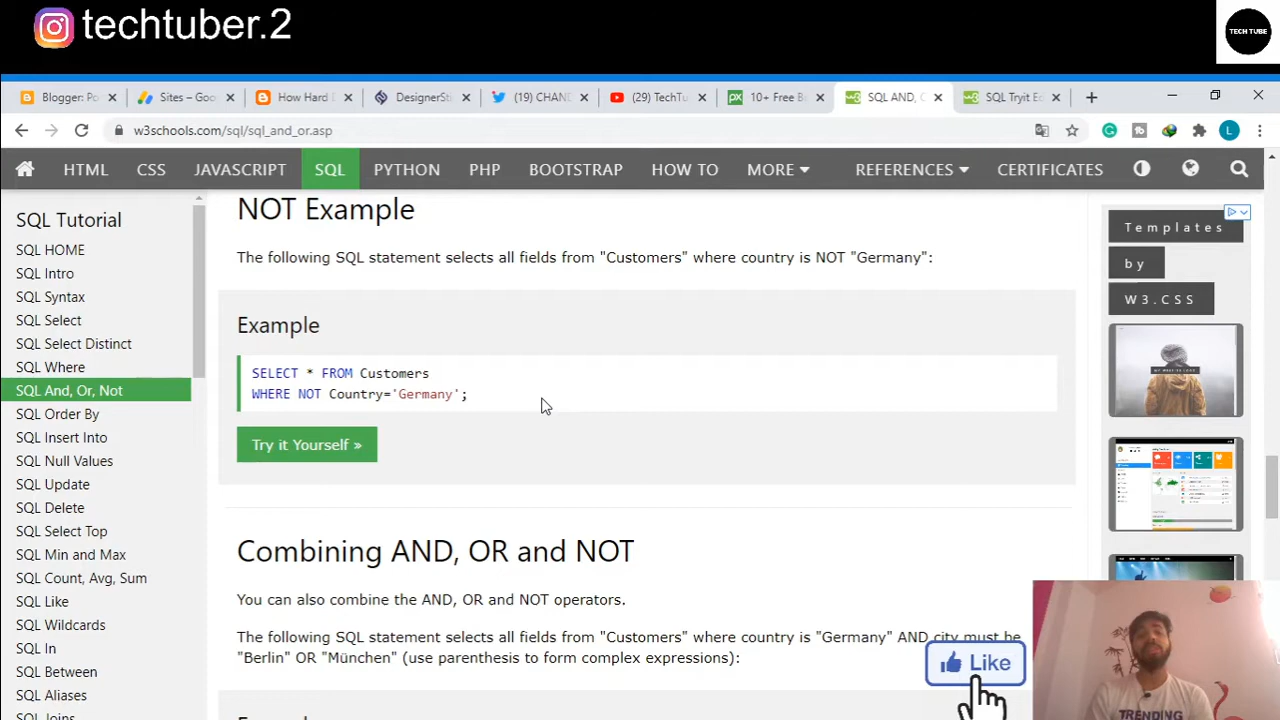 techtuber.2
TECH TUBE
Blogger: Po
Sites – Goo
How Hard
DesignerSti
(19) CHAN
(29) TechTu
10+ Free B
SQL AND, O
SQL Tryit Ed
w3schools.com/sql/sql_and_or.asp
L
HTML CSS JAVASCRIPT SQL PYTHON PHP BOOTSTRAP HOW TO MORE REFERENCES CERTIFICATES
SQL Tutorial
SQL HOME
SQL Intro
SQL Syntax
SQL Select
SQL Select Distinct
SQL Where
SQL And, Or, Not
SQL Order By
SQL Insert Into
SQL Null Values
SQL Update
SQL Delete
SQL Select Top
SQL Min and Max
SQL Count, Avg, Sum
SQL Like
SQL Wildcards
SQL In
SQL Between
SQL Aliases
SQL Joins
NOT Example
The following SQL statement selects all fields from "Customers" where country is NOT "Germany":
Example
SELECT * FROM Customers
WHERE NOT Country='Germany';
Try it Yourself »
Combining AND, OR and NOT
You can also combine the AND, OR and NOT operators.
The following SQL statement selects all fields from "Customers" where country is "Germany" AND city must be
"Berlin" OR "München" (use parenthesis to form complex expressions):
Templates
by
W3.CSS
Like
TRENDING